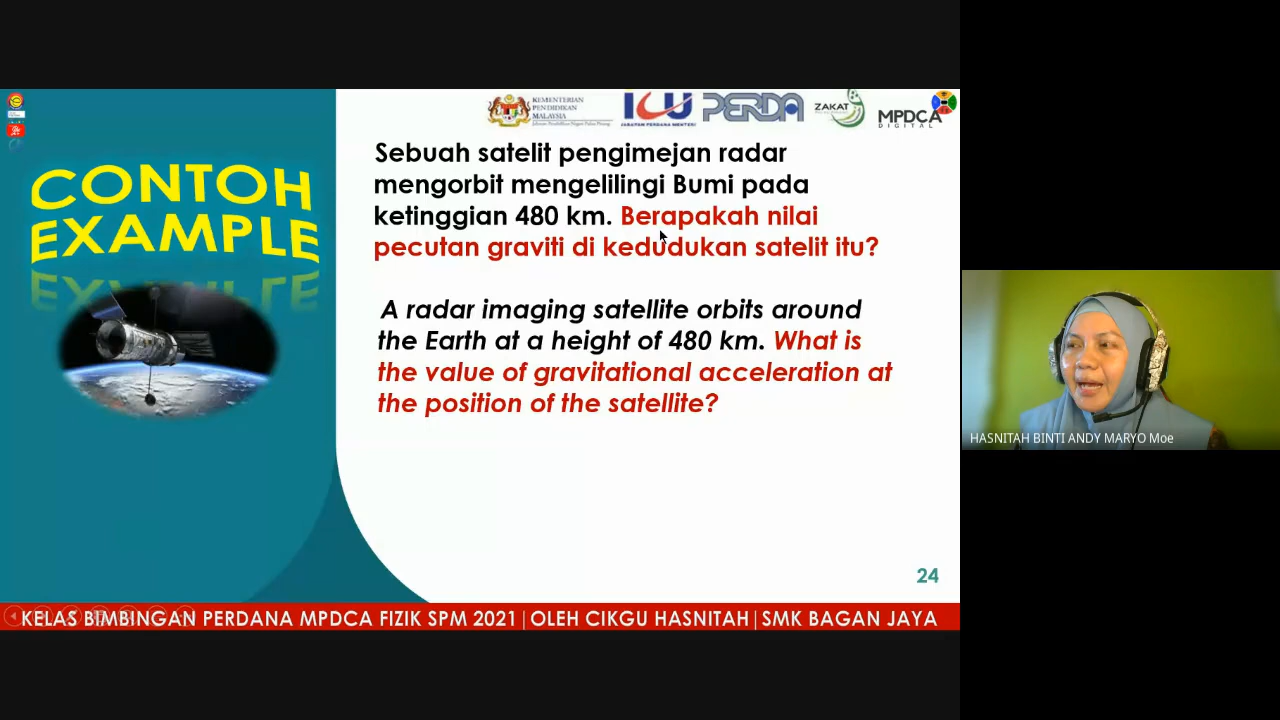 CONTOH
EXAMPLE
KEMENTERIAN
PENDIDIKAN
MALAYSIA
ICU
JABATAN PERDANA MENTERI
PERDA
ZAKAT
MPDCA
DIGITAL
Sebuah satelit pengimejan radar
mengorbit mengelilingi Bumi pada
ketinggian 480 km. Berapakah nilai
pecutan graviti di kedudukan satelit itu?
A radar imaging satellite orbits around
the Earth at a height of 480 km. What is
the value of gravitational acceleration at
the position of the satellite?
24
KELAS BIMBINGAN PERDANA MPDCA FIZIK SPM 2021|OLEH CIKGU HASNITAH|SMK BAGAN JAYA
HASNITAH BINTI ANDY MARYO Moe